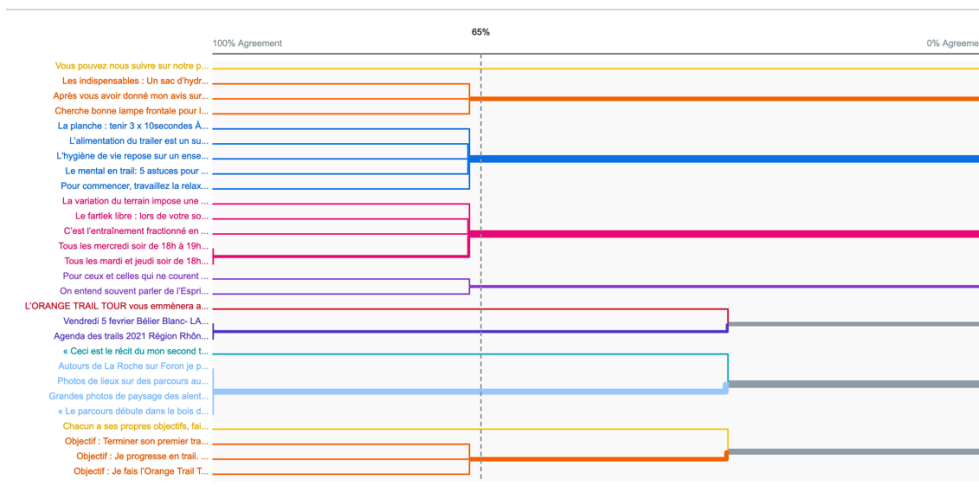 65%
100% Agreement
0% Agreeme
Vous pouvez nous suivre sur notre p...
Les indispensables : Un sac d'hydr...
Après vous avoir donné mon avis sur...
Cherche bonne lampe frontale pour l...
La planche : tenir 3 x 10secondes À...
L'alimentation du trailer est un su...
L'hygiène de vie repose sur un ense...
Le mental en trail: 5 astuces pour ...
Pour commencer, travaillez la relax...
La variation du terrain impose une ...
Le fartlek libre : lors de votre so...
C'est l'entraînement fractionné en ...
Tous les mercredi soir de 18h à 19h...
Tous les mardi et jeudi soir de 18h...
Pour ceux et celles qui ne courent ...
On entend souvent parler de l'Espri...
L'ORANGE TRAIL TOUR vous emmènera a...
Vendredi 5 fevrier Bélier Blanc- LA...
Agenda des trails 2021 Région Rhôn...
« Ceci est le récit du mon second t...
Autours de La Roche sur Foron je p...
Photos de lieux sur des parcours au...
Grandes photos de paysage des alent...
« Le parcours débute dans le bois d...
Chacun a ses propres objectifs, fai...
Objectif : Terminer son premier tra...
Objectif : Je progresse en trail. ...
Objectif : Je fais l'Orange Trail T...